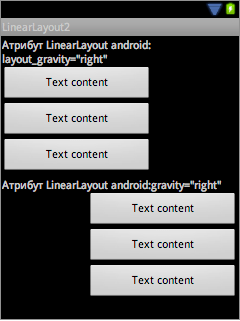 LinearLayout2
Атрибут LinearLayout android:
layout_gravity="right"
Text content
Text content
Text content
Атрибут LinearLayout android:gravity="right"
Text content
Text content
Text content